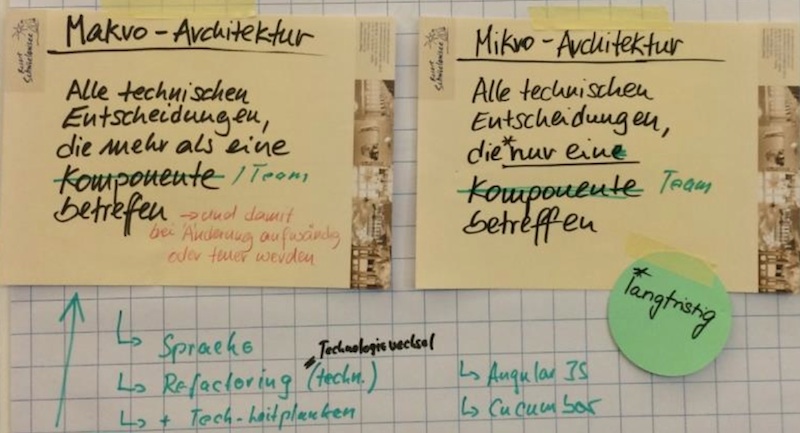 Makro-Architektur
Alle technischen
Entscheidungen,
die mehr als eine
Komponente / Team
betrefen → und damit
bei Änderung aufwändig
oder teuer werden
Mikro-Architektur
Alle technischen
Entscheidungen,
die *nur eine
Komponente Team
betreffen
*langfristig
↳ Sprache
Technologiewechsel
↳ Refactoring (techn.)
↳ + Tech-Leitplanken
↳ Angular JS
↳ Cucumber